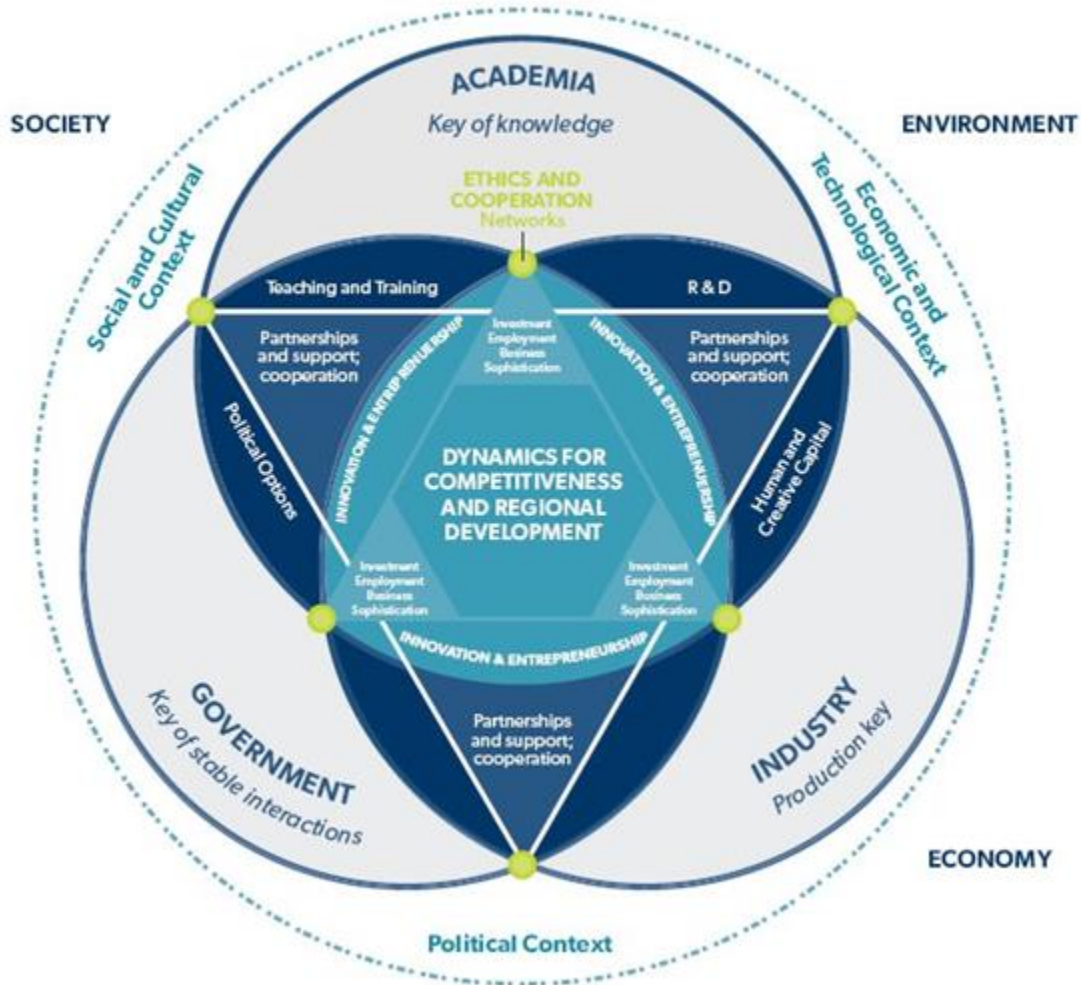 ACADEMIA
Key of knowledge
SOCIETY
ENVIRONMENT
ETHICS AND
COOPERATION
Networks
Social and Cultural
Context
Economic and
Technological Context
Teaching and Training
R & D
Partnerships
and support;
cooperation
INNOVATION & ENTREPRENUERSHIP
Investment
Employment
Business
Sophistication
INNOVATION & ENTREPRENUERSHIP
Partnerships
and support;
cooperation
Political Options
Human and
Creative Capital
DYNAMICS FOR
COMPETITIVENESS
AND REGIONAL
DEVELOPMENT
Investment
Employment
Business
Sophistication
Investment
Employment
Business
Sophistication
INNOVATION & ENTREPRENEURSHIP
GOVERNMENT
Key of stable interactions
Partnerships
and support;
cooperation
INDUSTRY
Production key
ECONOMY
Political Context